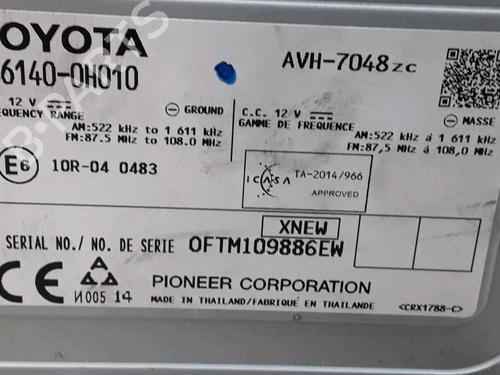 OYOTA
6140-0H010
AVH-7048zc
12 V
EQUENCY RANGE
GROUND
AM:522 kHz to 1 611 kHz
FM:87.5 MHz to 108.0 MHz
C.C. 12 V
GAMME DE FREQUENCE
MASSE
AM:522 kHz à 1 611 kHz
FM:87,5 MHz à 108,0 MHz
E6 10R-04 0483
ICASA
TA-2014/966
APPROVED
XNEW
SERIAL NO./ NO. DE SERIE OFTM109886EW
CE
N005 14
PIONEER CORPORATION
MADE IN THAILAND/FABRIQUÉ EN THAILANDE
<CRX1788-C>